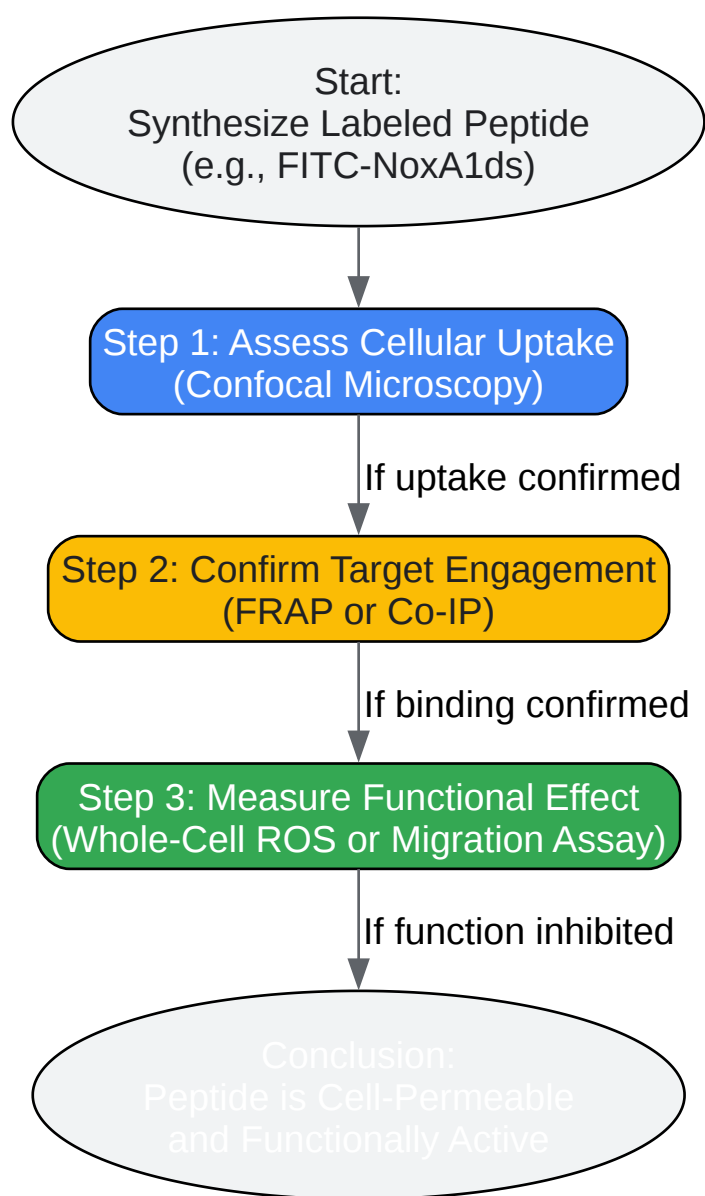 Start:
Synthesize Labeled Peptide
(e.g., FITC-NoxA1ds)
Step 1: Assess Cellular Uptake
(Confocal Microscopy)
If uptake confirmed
Step 2: Confirm Target Engagement
(FRAP or Co-IP)
If binding confirmed
Step 3: Measure Functional Effect
(Whole-Cell ROS or Migration Assay)
If function inhibited
Conclusion:
Peptide is Cell-Permeable
and Functionally Active